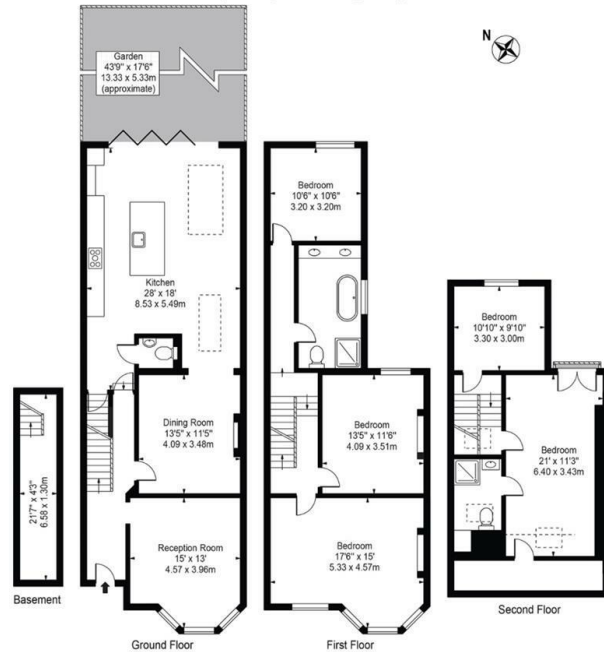 Garden
43'9" x 17'6"
13.33 x 5.33m
(approximate)
N
Kitchen
28' x 18'
8.53 x 5.49m
Dining Room
13'5" x 11'5"
4.09 x 3.48m
Reception Room
15' x 13'
4.57 x 3.96m
Ground Floor
21'7" x 4'3"
6.58 x 1.30m
Basement
Bedroom
10'6" x 10'6"
3.20 x 3.20m
Bedroom
13'5" x 11'6"
4.09 x 3.51m
Bedroom
17'6" x 15'
5.33 x 4.57m
First Floor
Bedroom
10'10" x 9'10"
3.30 x 3.00m
Bedroom
21' x 11'3"
6.40 x 3.43m
Second Floor